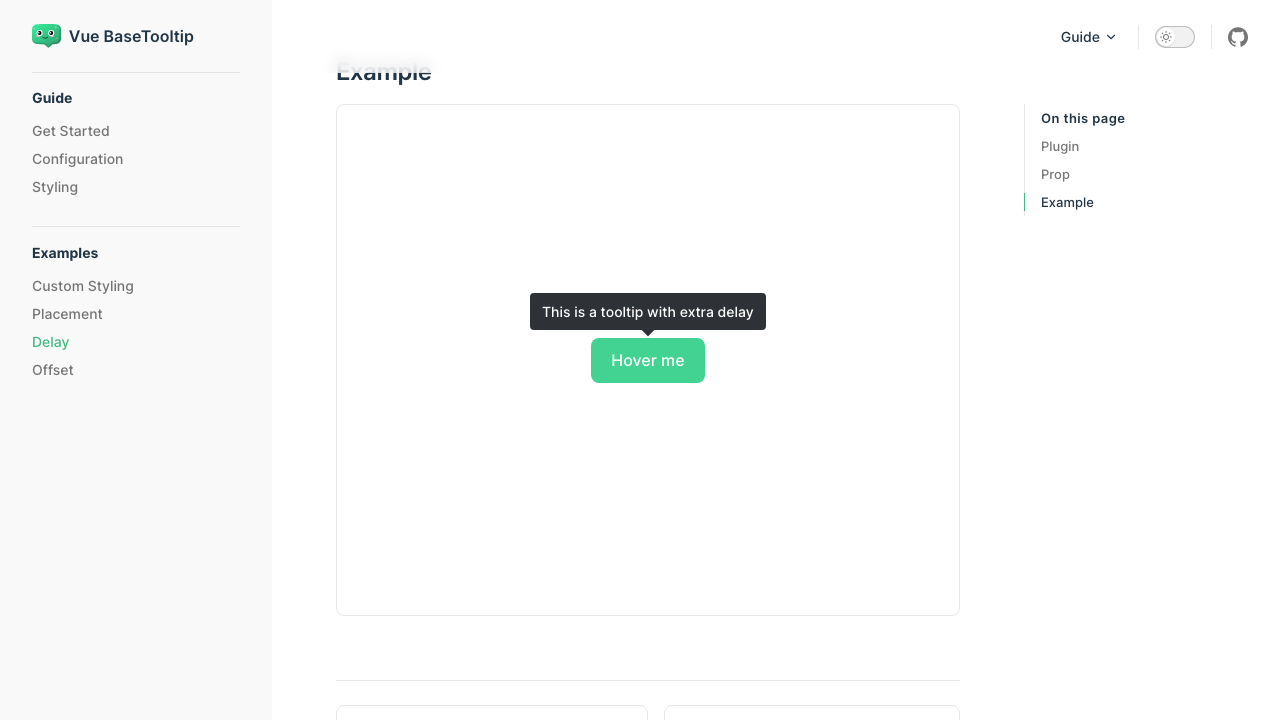 Vue BaseTooltip
Guide
Get Started
Configuration
Styling
Examples
Custom Styling
Placement
Delay
Offset
Guide
Example
This is a tooltip with extra delay
Hover me
On this page
Plugin
Prop
Example